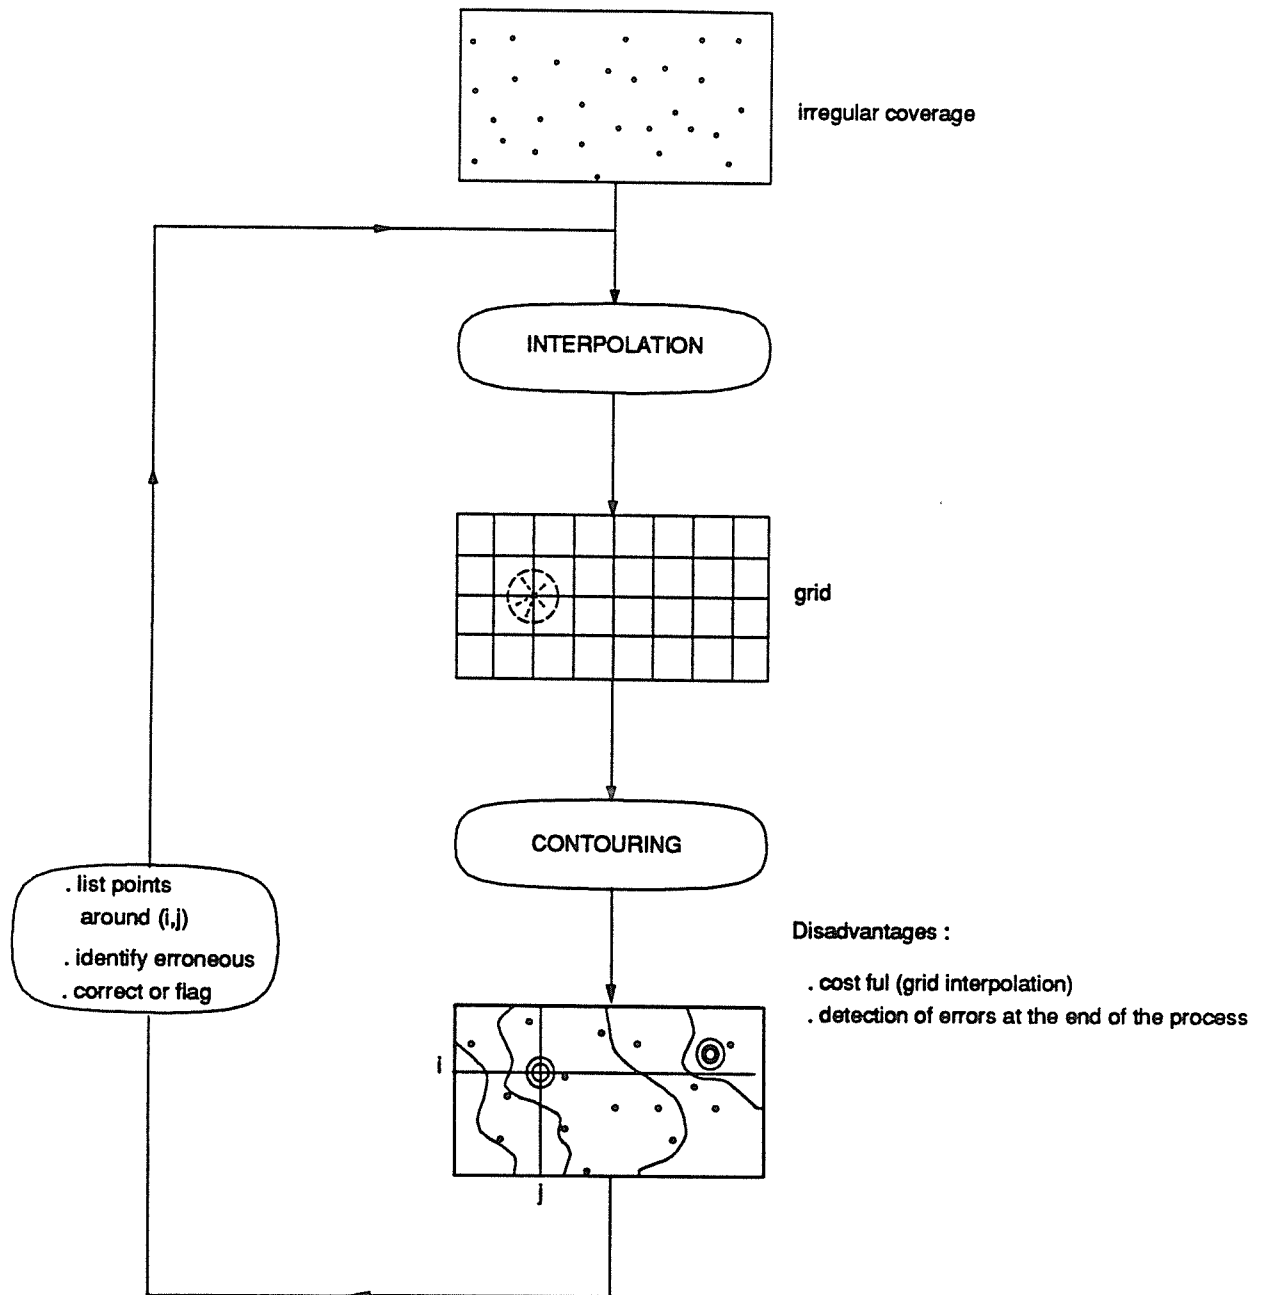 irregular coverage
INTERPOLATION
grid
CONTOURING
. list points
around (i,j)
. identify erroneous
. correct or flag
Disadvantages :
. cost ful (grid interpolation)
. detection of errors at the end of the process
i
j